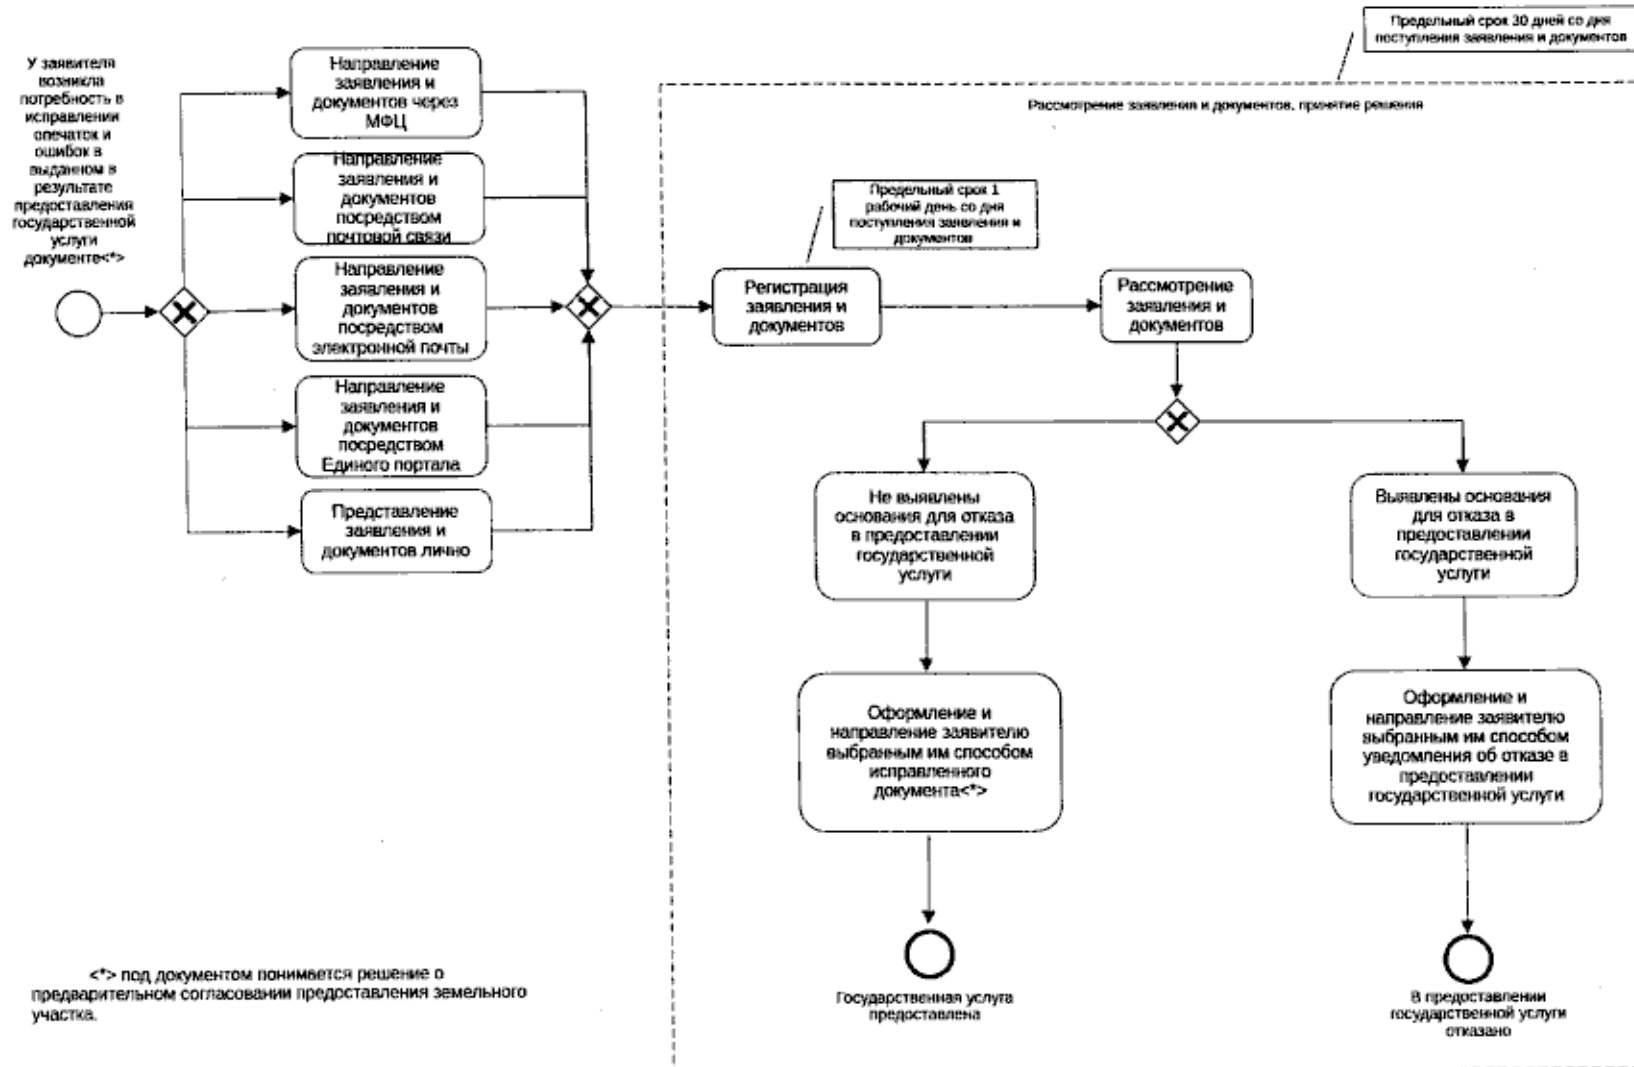 Предельный срок 30 дней со дня
поступления заявления и документов
Рассмотрение заявления и документов, принятие решения
У заявителя
возникла
потребность в
исправлении
опечаток и
ошибок в
выданном в
результате
предоставления
государственной
услуги
документе<*>
Направление
заявления и
документов через
МФЦ
Направление
заявления и
документов
посредством
почтовой связи
Направление
заявления и
документов
посредством
электронной почты
Направление
заявления и
документов
посредством
Единого портала
Представление
заявления и
документов лично
Предельный срок 1
рабочий день со дня
поступления заявления и
документов
Регистрация
заявления и
документов
Рассмотрение
заявления и
документов
Не выявлены
основания для отказа
в предоставлении
государственной
услуги
Выявлены основания
для отказа в
предоставлении
государственной
услуги
Оформление и
направление заявителю
выбранным им способом
исправленного
документа<*>
Оформление и
направление заявителю
выбранным им способом
уведомления об отказе в
предоставлении
государственной услуги
Государственная услуга
предоставлена
В предоставлении
государственной услуги
отказано
<*> под документом понимается решение о
предварительном согласовании предоставления земельного
участка.